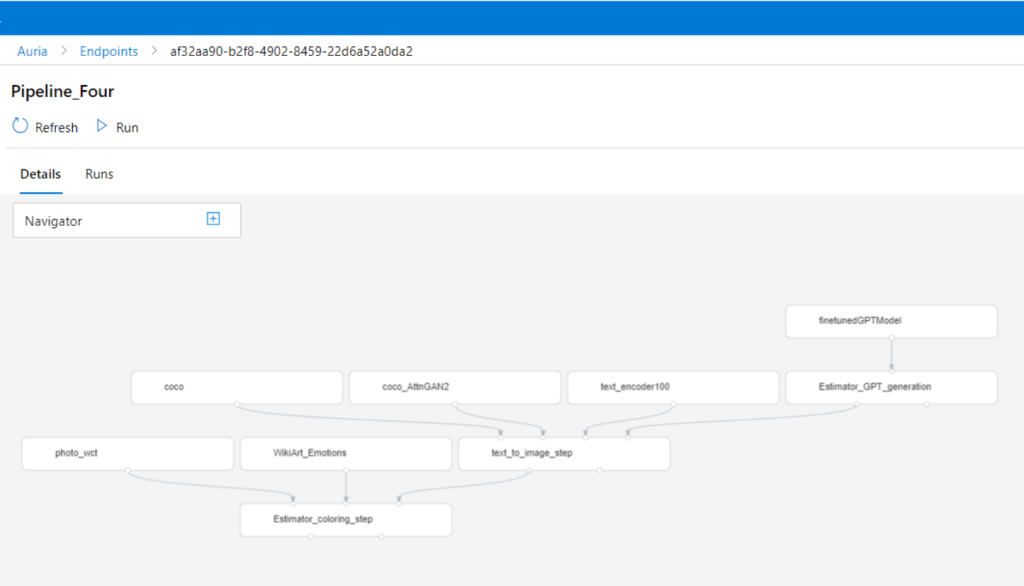 Auria > Endpoints > af32aa90-b2f8-4902-8459-22d6a52a0da2
Pipeline_Four
Refresh Run
Details Runs
Navigator
finetunedGPTModel
coco coco_AttnGAN2 text_encoder100 Estimator_GPT_generation
photo_wct WikiArt_Emotions text_to_image_step
Estimator_coloring_step